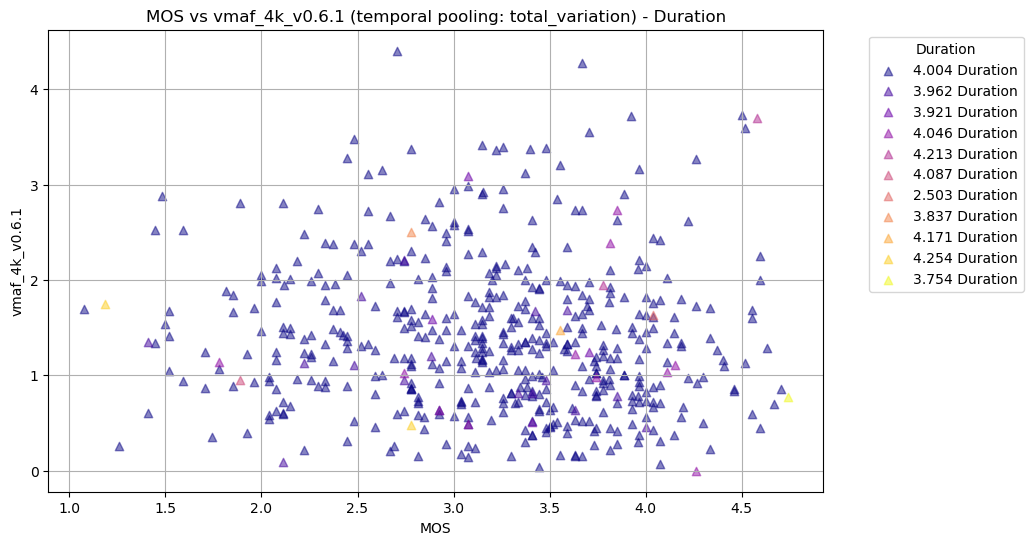 MOS vs vmaf_4k_v0.6.1 (temporal pooling: total_variation) - Duration
vmaf_4k_v0.6.1
4
3
2
1
0
1.0 1.5 2.0 2.5 3.0 3.5 4.0 4.5
MOS
Duration
4.004 Duration
3.962 Duration
3.921 Duration
4.046 Duration
4.213 Duration
4.087 Duration
2.503 Duration
3.837 Duration
4.171 Duration
4.254 Duration
3.754 Duration